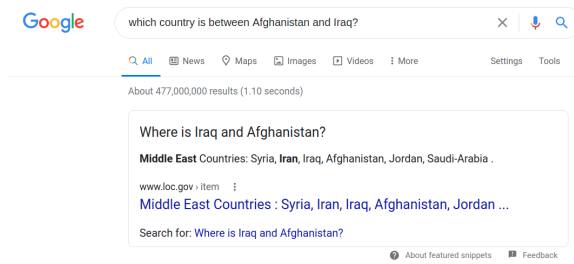 Google which country is between Afghanistan and Iraq?
All News Maps Images Videos More Settings Tools
About 477,000,000 results (1.10 seconds)
Where is Iraq and Afghanistan?
Middle East Countries: Syria, Iran, Iraq, Afghanistan, Jordan, Saudi-Arabia .
www.loc.gov › item
Middle East Countries : Syria, Iran, Iraq, Afghanistan, Jordan ...
Search for: Where is Iraq and Afghanistan?
About featured snippets Feedback